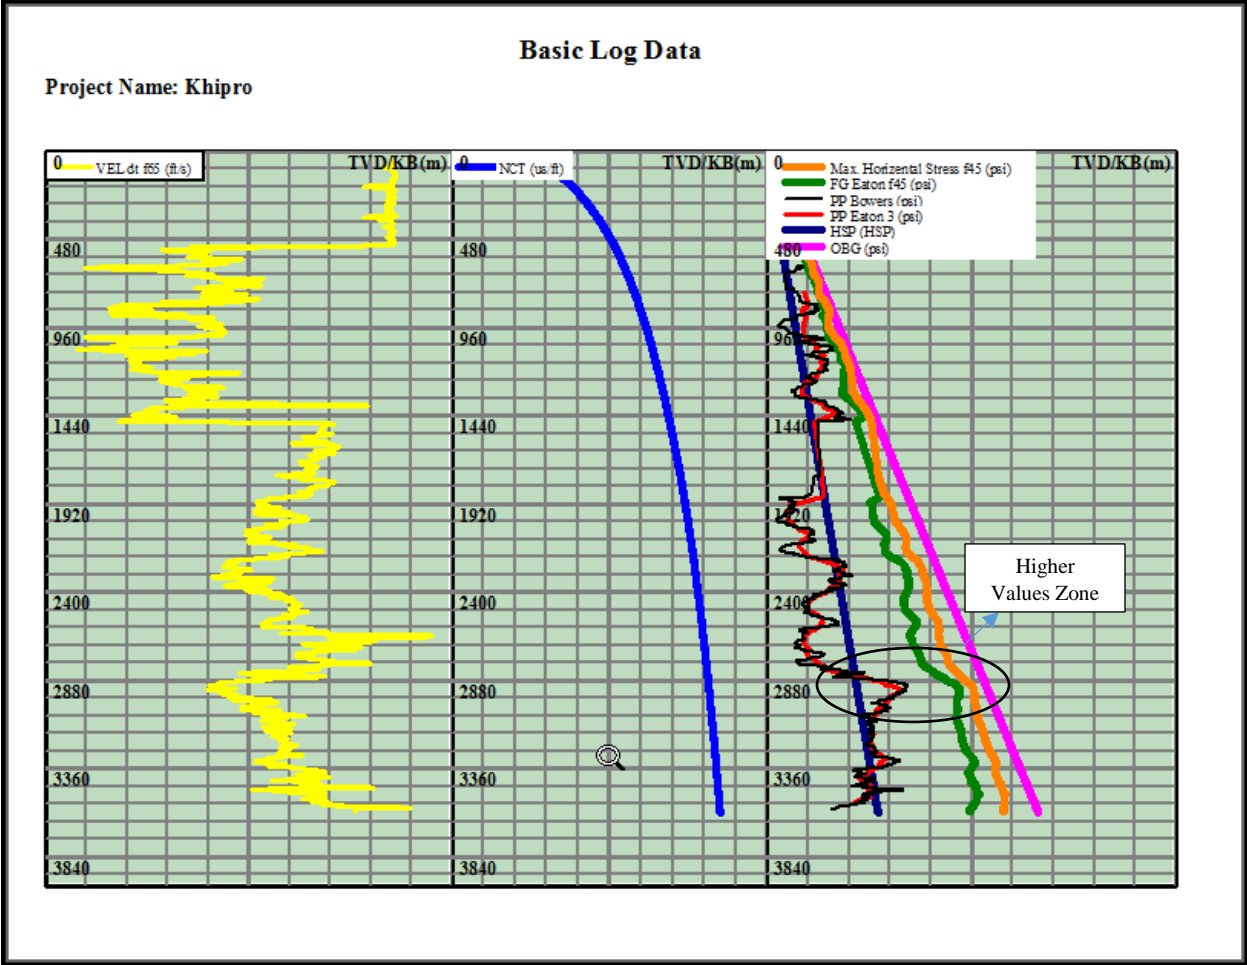 Basic Log Data
Project Name: Khipro
0 VEL dt f65 (ft/s) TVD/KB(m)
0 NCT (us/ft) TVD/KB(m)
0 Max. Horizental Stress f45 (psi) TVD/KB(m)
FG Eaton f45 (psi)
PP Bowers (psi)
PP Eaton 3 (psi)
HSP (HSP)
OBG (psi)
480 480 480
960 960 960
1440 1440 1440
1920 1920 1920
2400 2400 2400
2880 2880 2880
3360 3360 3360
3840 3840 3840
Higher
Values Zone